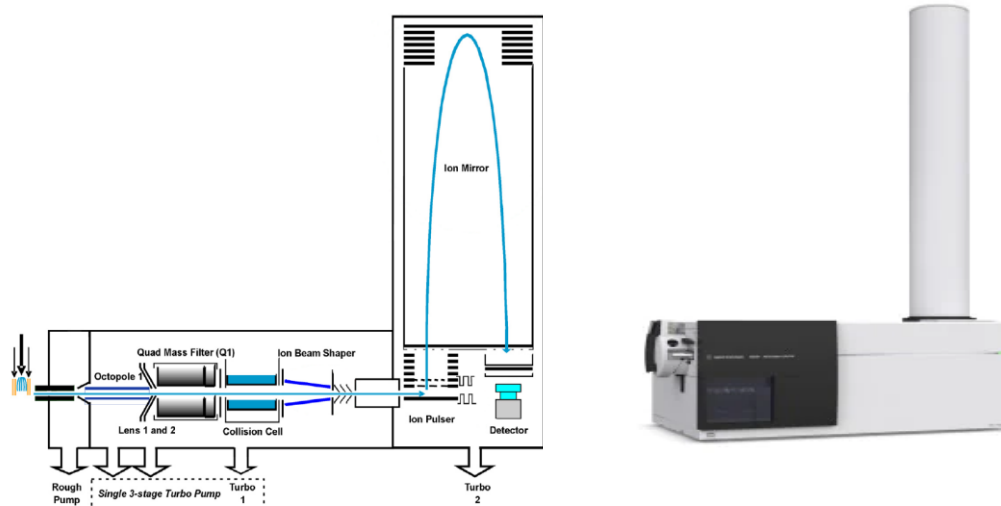 Ion Mirror
Quad Mass Filter (Q1)
Ion Beam Shaper
Octopole 1
Lens 1 and 2
Collision Cell
Ion Pulser
Detector
Rough
Pump
Single 3-stage Turbo Pump
Turbo
1
Turbo
2